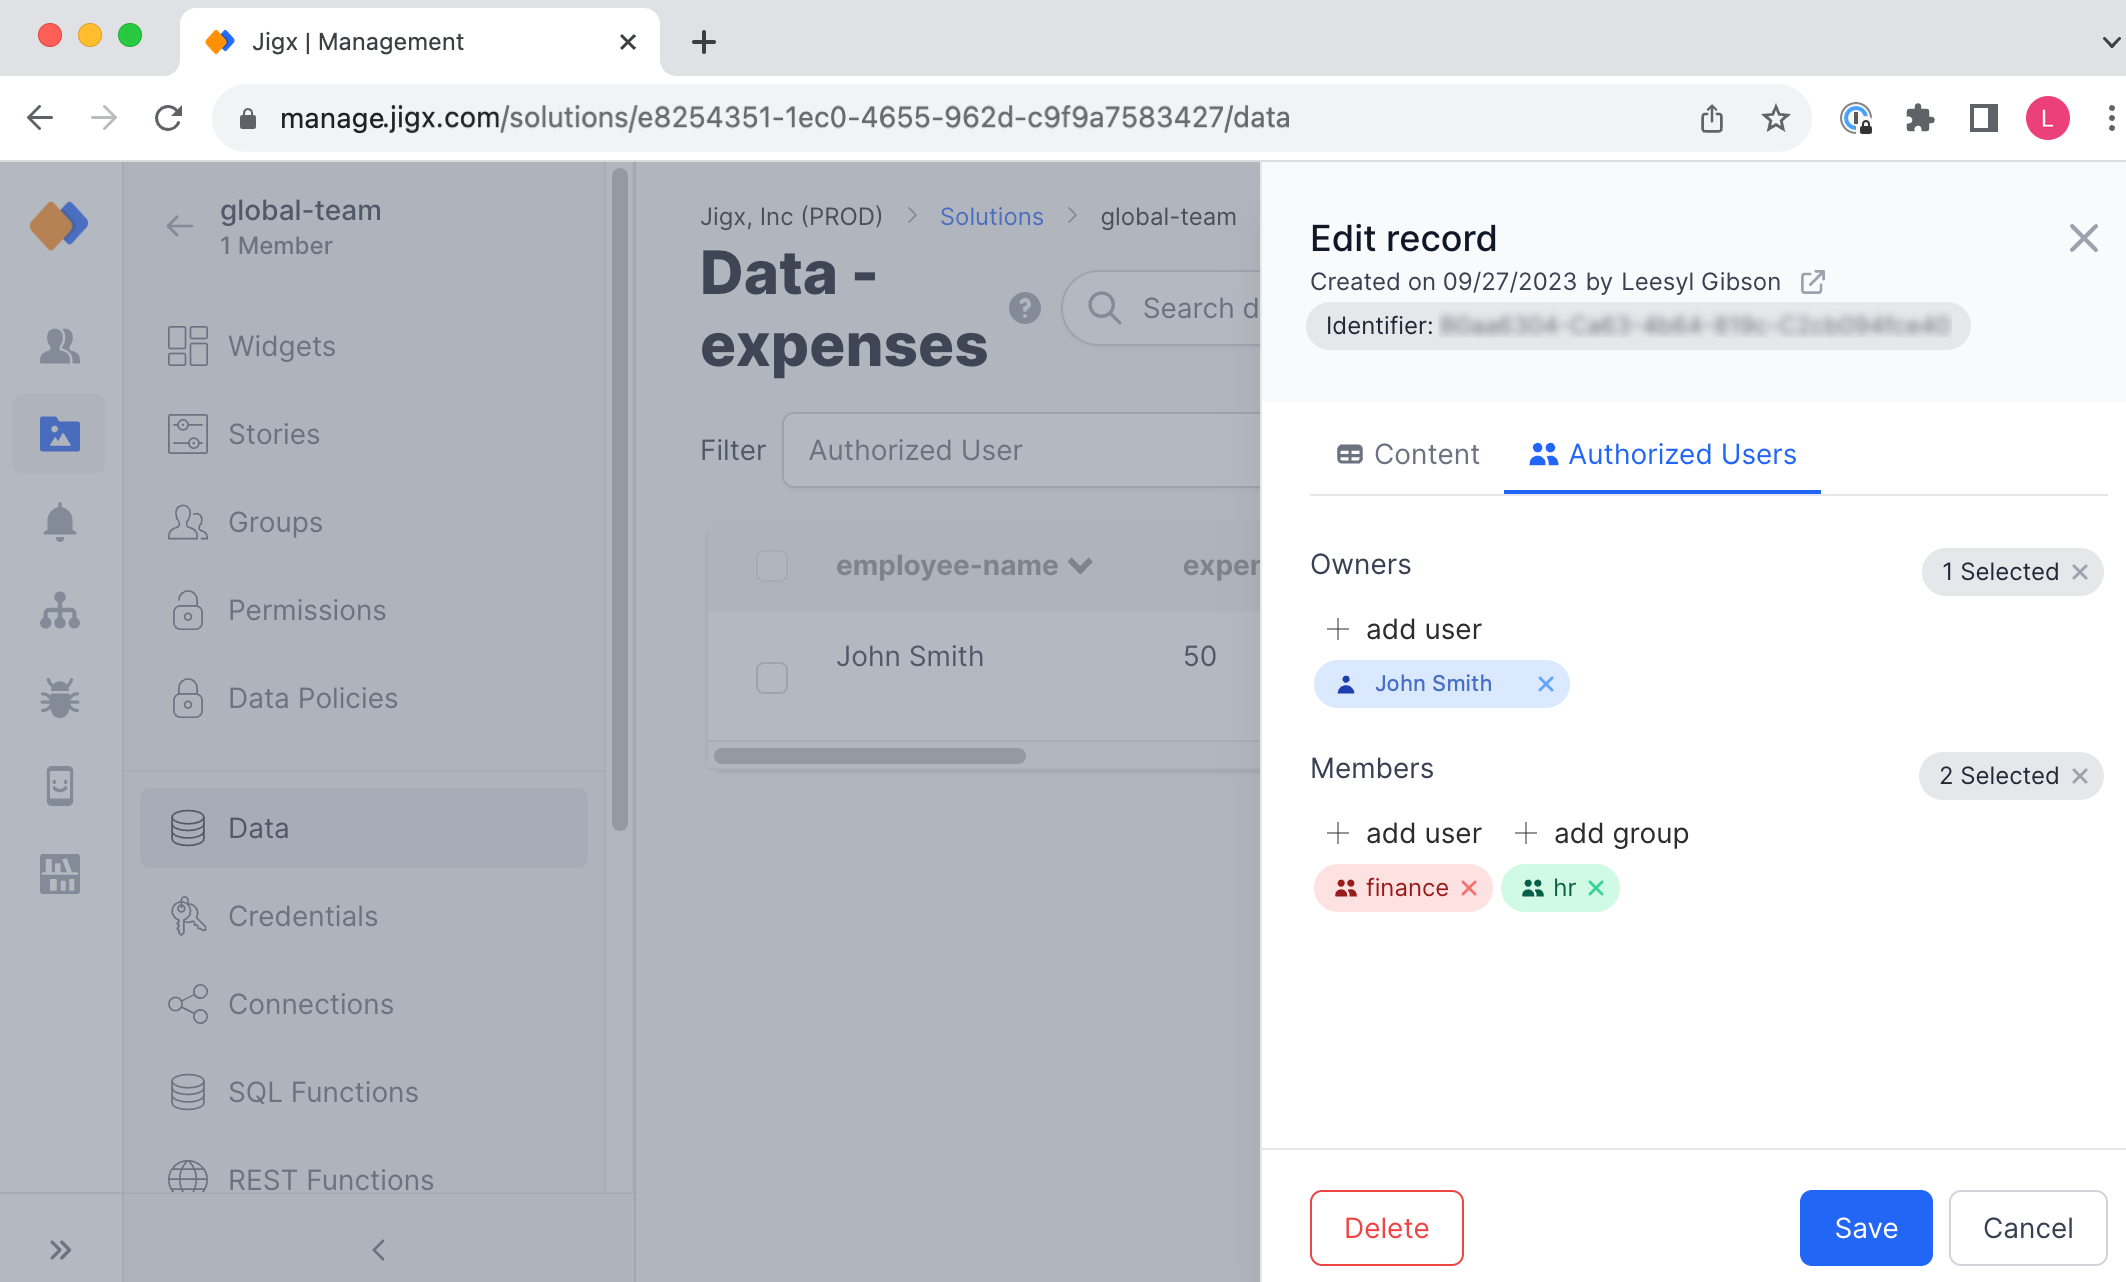 Jigx | Management
manage.jigx.com/solutions/e8254351-1ec0-4655-962d-c9f9a7583427/data
L
global-team
1 Member
Widgets
Stories
Groups
Permissions
Data Policies
Data
Credentials
Connections
SQL Functions
REST Functions
Jigx, Inc (PROD) > Solutions > global-team
Data -
expenses
?
Search d
Filter
Authorized User
employee-name
exper
John Smith
50
Edit record
Created on 09/27/2023 by Leesyl Gibson
Identifier:
Content
Authorized Users
Owners
1 Selected
add user
John Smith
Members
2 Selected
add user
add group
finance
hr
Delete
Save
Cancel